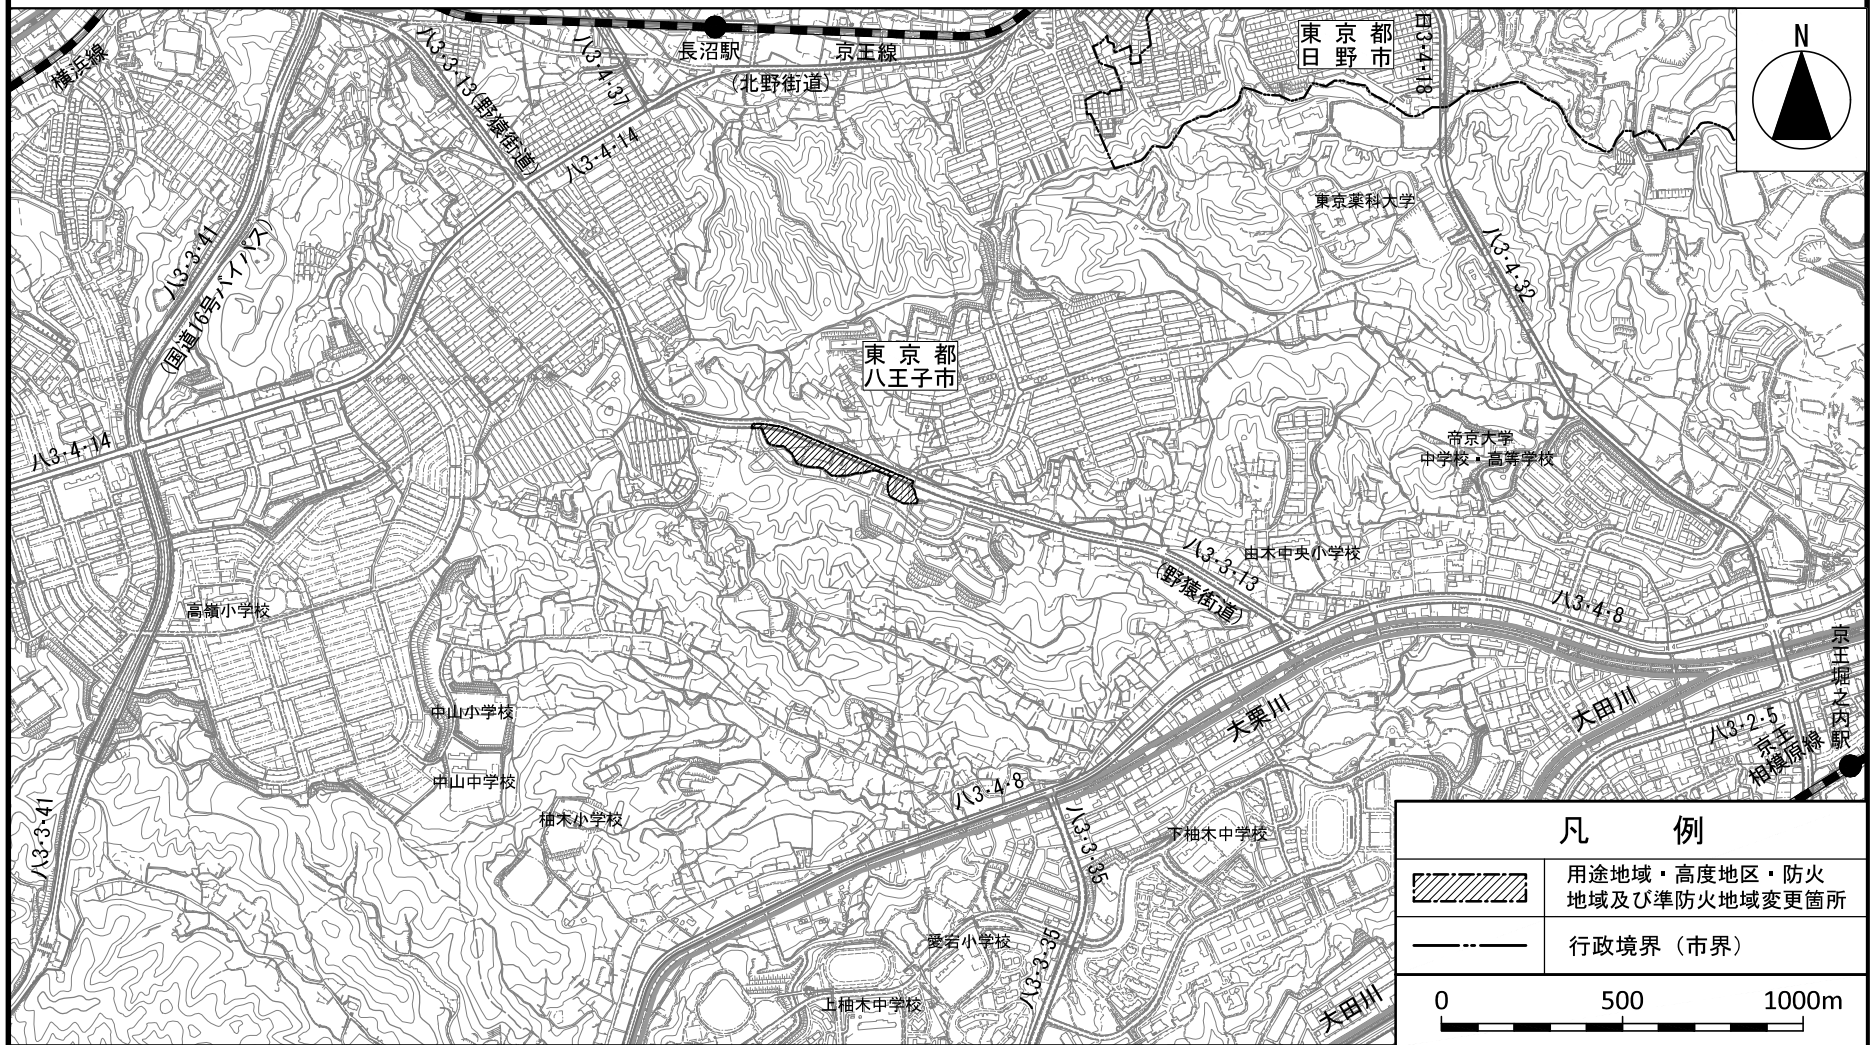 横浜線
八3・3・13(野猿街道)
八3・4・37
長沼駅
京王線
(北野街道)
八3・4・14
東京都
日野市
日3・4・18
N
東京薬科大学
八3・4・32
八3・3・41
(国道16号バイパス)
東京都
八王子市
八3・4・14
帝京大学
中学校・高等学校
八3・3・13
(野猿街道)
由木中央小学校
八3・4・8
高嶺小学校
京王堀之内駅
中山小学校
大栗川
大田川
八3・2・5
京王
相模原線
中山中学校
八3・4・8
柚木小学校
八3・3・35
下柚木中学校
八3・3・41
愛宕小学校
八3・3・35
上柚木中学校
大田川
凡例
用途地域・高度地区・防火
地域及び準防火地域変更箇所
行政境界（市界）
0 500 1000m